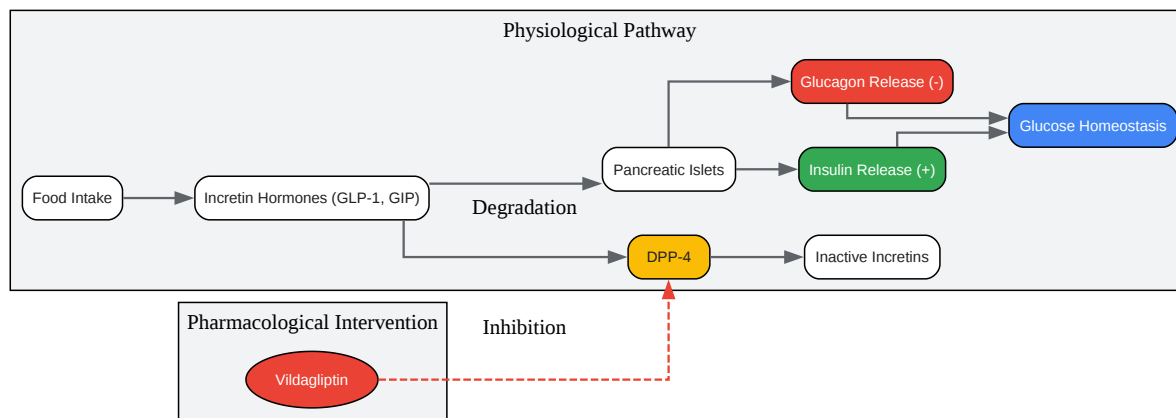 Physiological Pathway
Glucagon Release (-)
Glucose Homeostasis
Pancreatic Islets
Insulin Release (+)
Food Intake
Incretin Hormones (GLP-1, GIP)
Degradation
DPP-4
Inactive Incretins
Pharmacological Intervention
Inhibition
Vildagliptin